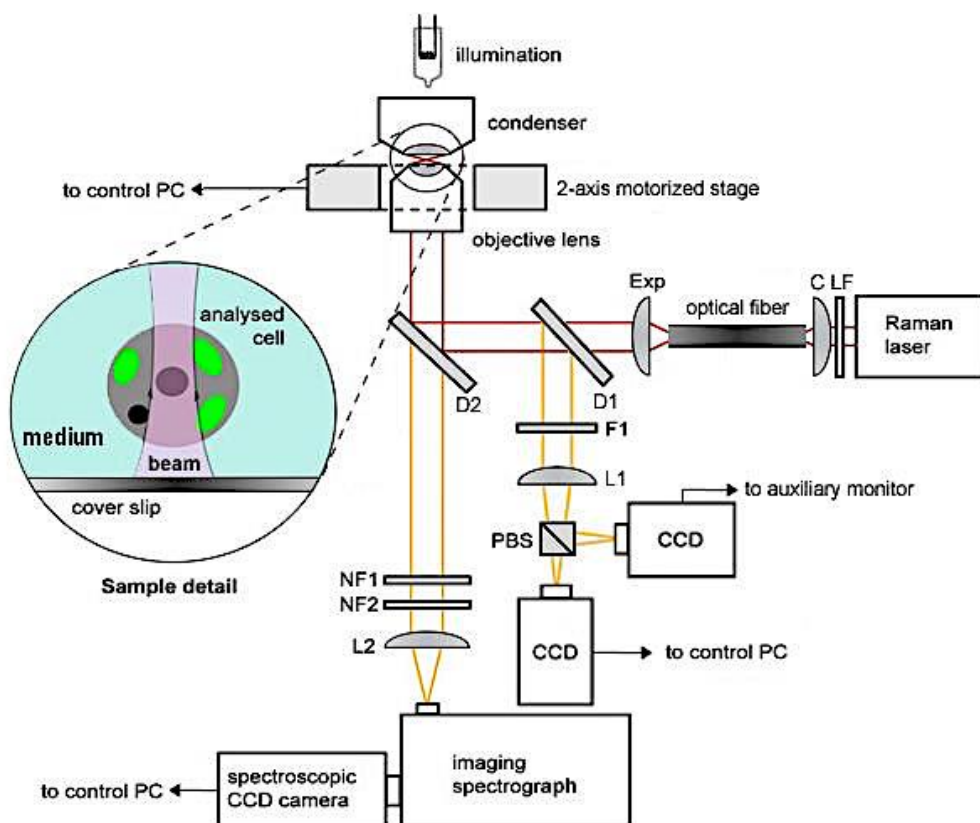 illumination
condenser
to control PC
2-axis motorized stage
objective lens
Exp
optical fiber
C LF
Raman
laser
analysed
cell
medium
beam
cover slip
Sample detail
D2
D1
F1
L1
to auxiliary monitor
PBS
CCD
NF1
NF2
L2
CCD
to control PC
imaging
spectrograph
to control PC
spectroscopic
CCD camera